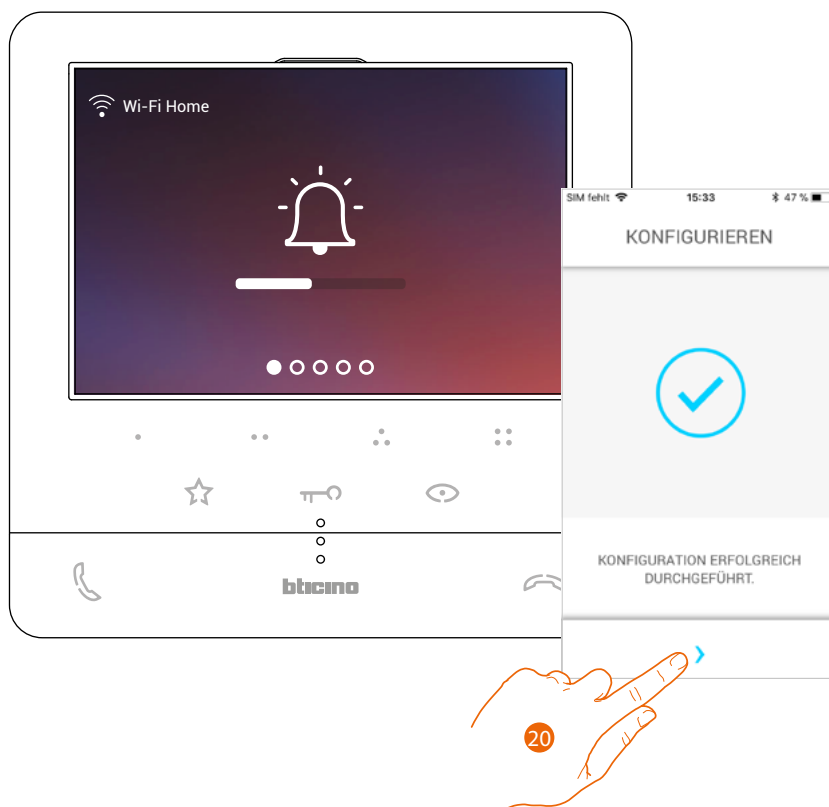 Wi-Fi Home
SIM fehlt
15:33
47 %
KONFIGURIEREN
KONFIGURATION ERFOLGREICH
DURCHGEFÜHRT.
bticino
20